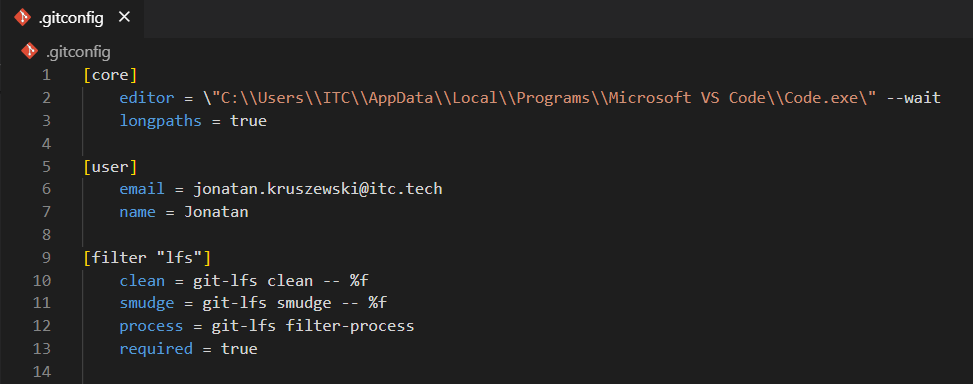 .gitconfig ×
.gitconfig
1 [core]
2 editor = \"C:\\Users\\ITC\\AppData\\Local\\Programs\\Microsoft VS Code\\Code.exe\" --wait
3 longpaths = true
4
5 [user]
6 email = jonatan.kruszewski@itc.tech
7 name = Jonatan
8
9 [filter "lfs"]
10 clean = git-lfs clean -- %f
11 smudge = git-lfs smudge -- %f
12 process = git-lfs filter-process
13 required = true
14